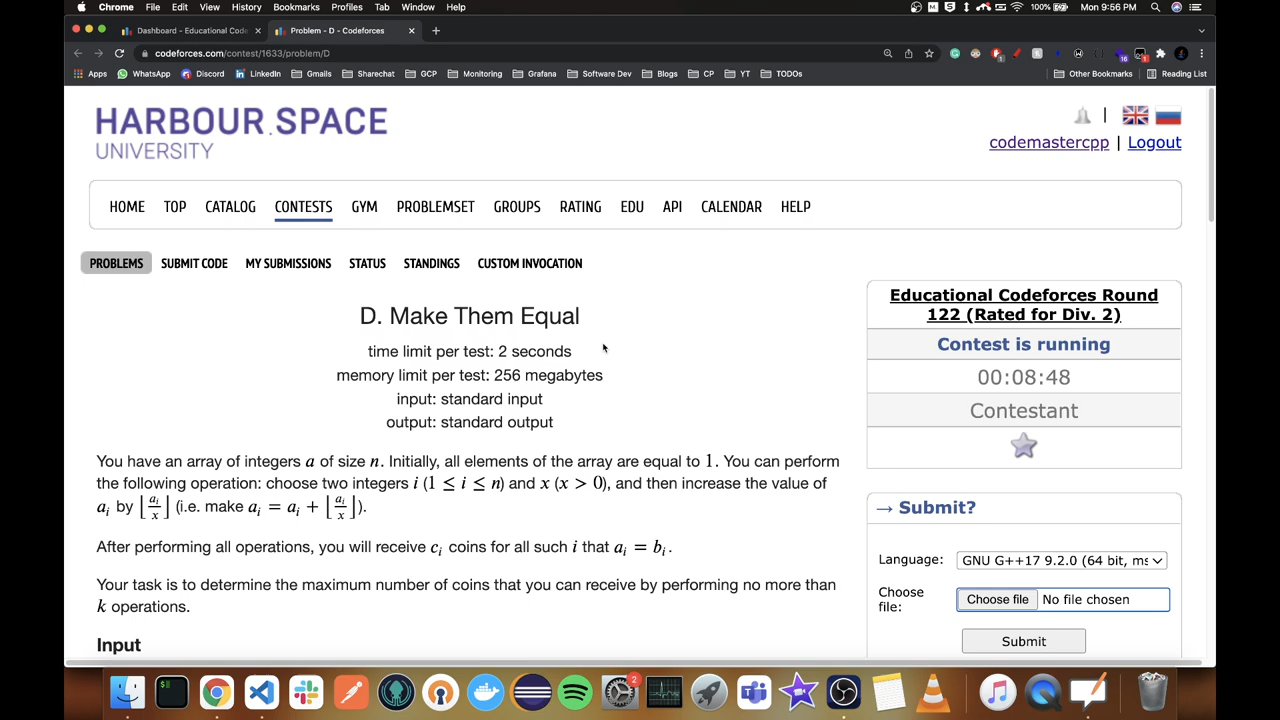 Chrome File Edit View History Bookmarks Profiles Tab Window Help
100% Mon 9:56 PM
Dashboard - Educational Code
Problem - D - Codeforces
codeforces.com/contest/1633/problem/D
Apps WhatsApp Discord LinkedIn Gmails Sharechat GCP Monitoring Grafana Software Dev Blogs CP YT TODOs Other Bookmarks Reading List
HARBOUR.SPACE
UNIVERSITY
codemastercpp | Logout
HOME TOP CATALOG CONTESTS GYM PROBLEMSET GROUPS RATING EDU API CALENDAR HELP
PROBLEMS SUBMIT CODE MY SUBMISSIONS STATUS STANDINGS CUSTOM INVOCATION
D. Make Them Equal
time limit per test: 2 seconds
memory limit per test: 256 megabytes
input: standard input
output: standard output
You have an array of integers a of size n. Initially, all elements of the array are equal to 1. You can perform
the following operation: choose two integers i (1 ≤ i ≤ n) and x (x > 0), and then increase the value of
a_i by ⌊a_i/x⌋ (i.e. make a_i = a_i + ⌊a_i/x⌋).
After performing all operations, you will receive c_i coins for all such i that a_i = b_i.
Your task is to determine the maximum number of coins that you can receive by performing no more than
k operations.
Input
Educational Codeforces Round
122 (Rated for Div. 2)
Contest is running
00:08:48
Contestant
→ Submit?
Language: GNU G++17 9.2.0 (64 bit, ms
Choose
file: Choose file No file chosen
Submit
2